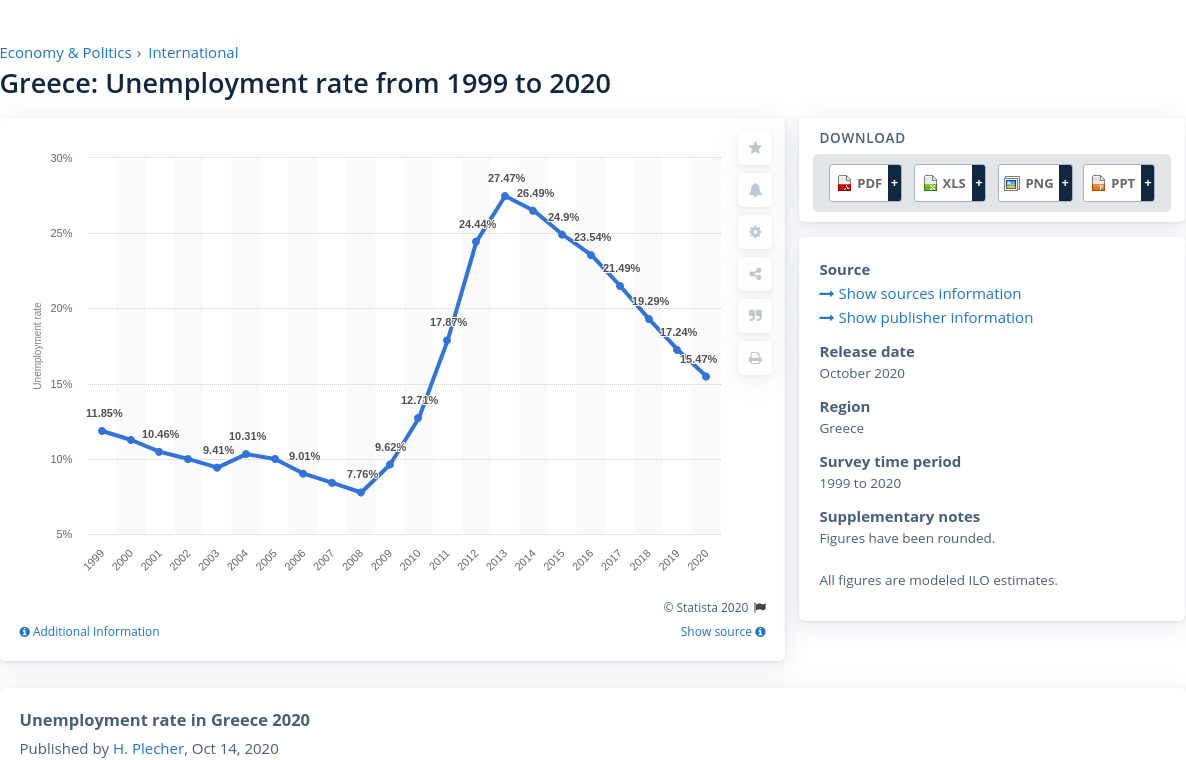 Economy & Politics › International
Greece: Unemployment rate from 1999 to 2020
Unemployment rate
30%
25%
20%
15%
10%
5%
11.85%
10.46%
9.41%
10.31%
9.01%
7.76%
9.62%
12.71%
17.87%
24.44%
27.47%
26.49%
24.9%
23.54%
21.49%
19.29%
17.24%
15.47%
1999 2000 2001 2002 2003 2004 2005 2006 2007 2008 2009 2010 2011 2012 2013 2014 2015 2016 2017 2018 2019 2020
© Statista 2020
Additional Information
Show source
DOWNLOAD
PDF + XLS + PNG + PPT +
Source
Show sources information
Show publisher information
Release date
October 2020
Region
Greece
Survey time period
1999 to 2020
Supplementary notes
Figures have been rounded.
All figures are modeled ILO estimates.
Unemployment rate in Greece 2020
Published by H. Plecher, Oct 14, 2020